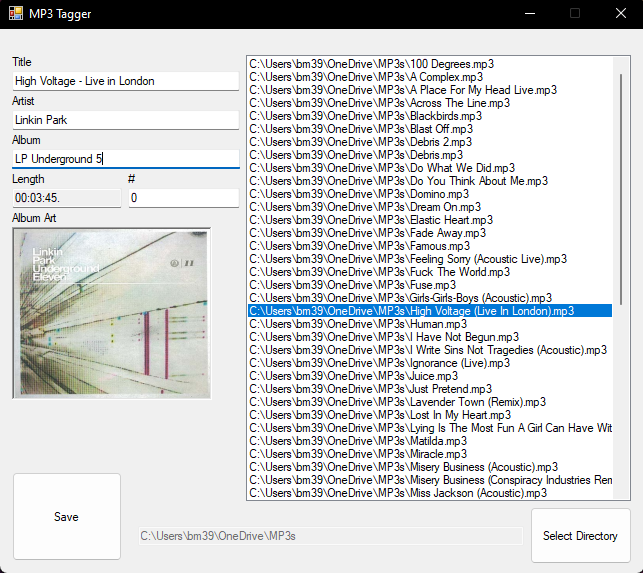 MP3 Tagger
Title
High Voltage - Live in London
Artist
Linkin Park
Album
LP Underground 5
Length
#
00:03:45.
0
Album Art
Linkin
Park
Underground
Eleven
11
C:\Users\bm39\OneDrive\MP3s\100 Degrees.mp3
C:\Users\bm39\OneDrive\MP3s\A Complex.mp3
C:\Users\bm39\OneDrive\MP3s\A Place For My Head Live.mp3
C:\Users\bm39\OneDrive\MP3s\Across The Line.mp3
C:\Users\bm39\OneDrive\MP3s\Blackbirds.mp3
C:\Users\bm39\OneDrive\MP3s\Blast Off.mp3
C:\Users\bm39\OneDrive\MP3s\Debris 2.mp3
C:\Users\bm39\OneDrive\MP3s\Debris.mp3
C:\Users\bm39\OneDrive\MP3s\Do What We Did.mp3
C:\Users\bm39\OneDrive\MP3s\Do You Think About Me.mp3
C:\Users\bm39\OneDrive\MP3s\Domino.mp3
C:\Users\bm39\OneDrive\MP3s\Dream On.mp3
C:\Users\bm39\OneDrive\MP3s\Elastic Heart.mp3
C:\Users\bm39\OneDrive\MP3s\Fade Away.mp3
C:\Users\bm39\OneDrive\MP3s\Famous.mp3
C:\Users\bm39\OneDrive\MP3s\Feeling Sorry (Acoustic Live).mp3
C:\Users\bm39\OneDrive\MP3s\Fuck The World.mp3
C:\Users\bm39\OneDrive\MP3s\Fuse.mp3
C:\Users\bm39\OneDrive\MP3s\Girls-Girls-Boys (Acoustic).mp3
C:\Users\bm39\OneDrive\MP3s\High Voltage (Live In London).mp3
C:\Users\bm39\OneDrive\MP3s\Human.mp3
C:\Users\bm39\OneDrive\MP3s\I Have Not Begun.mp3
C:\Users\bm39\OneDrive\MP3s\I Write Sins Not Tragedies (Acoustic).mp3
C:\Users\bm39\OneDrive\MP3s\Ignorance (Live).mp3
C:\Users\bm39\OneDrive\MP3s\Juice.mp3
C:\Users\bm39\OneDrive\MP3s\Just Pretend.mp3
C:\Users\bm39\OneDrive\MP3s\Lavender Town (Remix).mp3
C:\Users\bm39\OneDrive\MP3s\Lost In My Heart.mp3
C:\Users\bm39\OneDrive\MP3s\Lying Is The Most Fun A Girl Can Have Wit
C:\Users\bm39\OneDrive\MP3s\Matilda.mp3
C:\Users\bm39\OneDrive\MP3s\Miracle.mp3
C:\Users\bm39\OneDrive\MP3s\Misery Business (Acoustic).mp3
C:\Users\bm39\OneDrive\MP3s\Misery Business (Conspiracy Industries Rem
C:\Users\bm39\OneDrive\MP3s\Miss Jackson (Acoustic).mp3
Save
C:\Users\bm39\OneDrive\MP3s
Select Directory